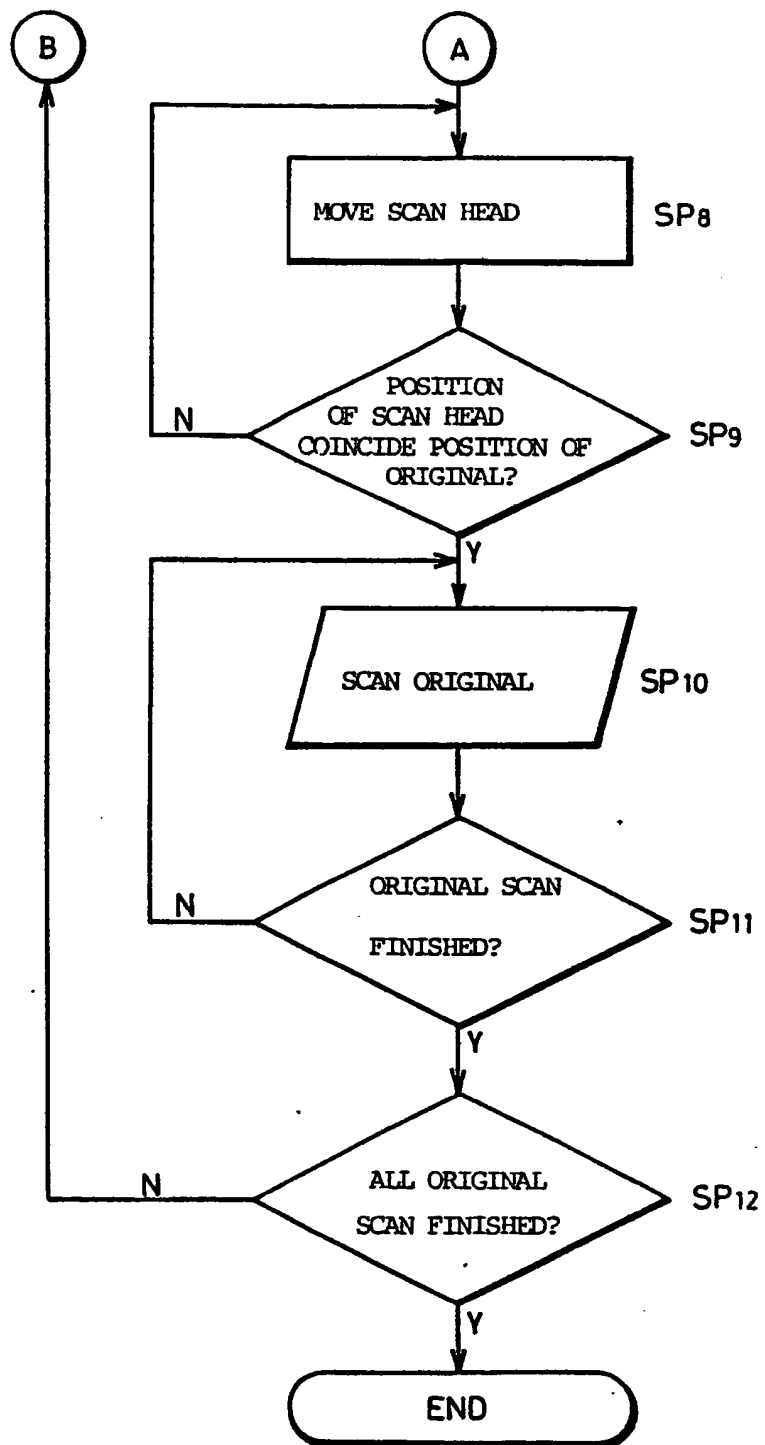 B
A
MOVE SCAN HEAD
SP8
POSITION
OF SCAN HEAD
COINCIDE POSITION OF
ORIGINAL?
N
SP9
Y
SCAN ORIGINAL
SP10
ORIGINAL SCAN
FINISHED?
N
SP11
Y
ALL ORIGINAL
SCAN FINISHED?
N
SP12
Y
END